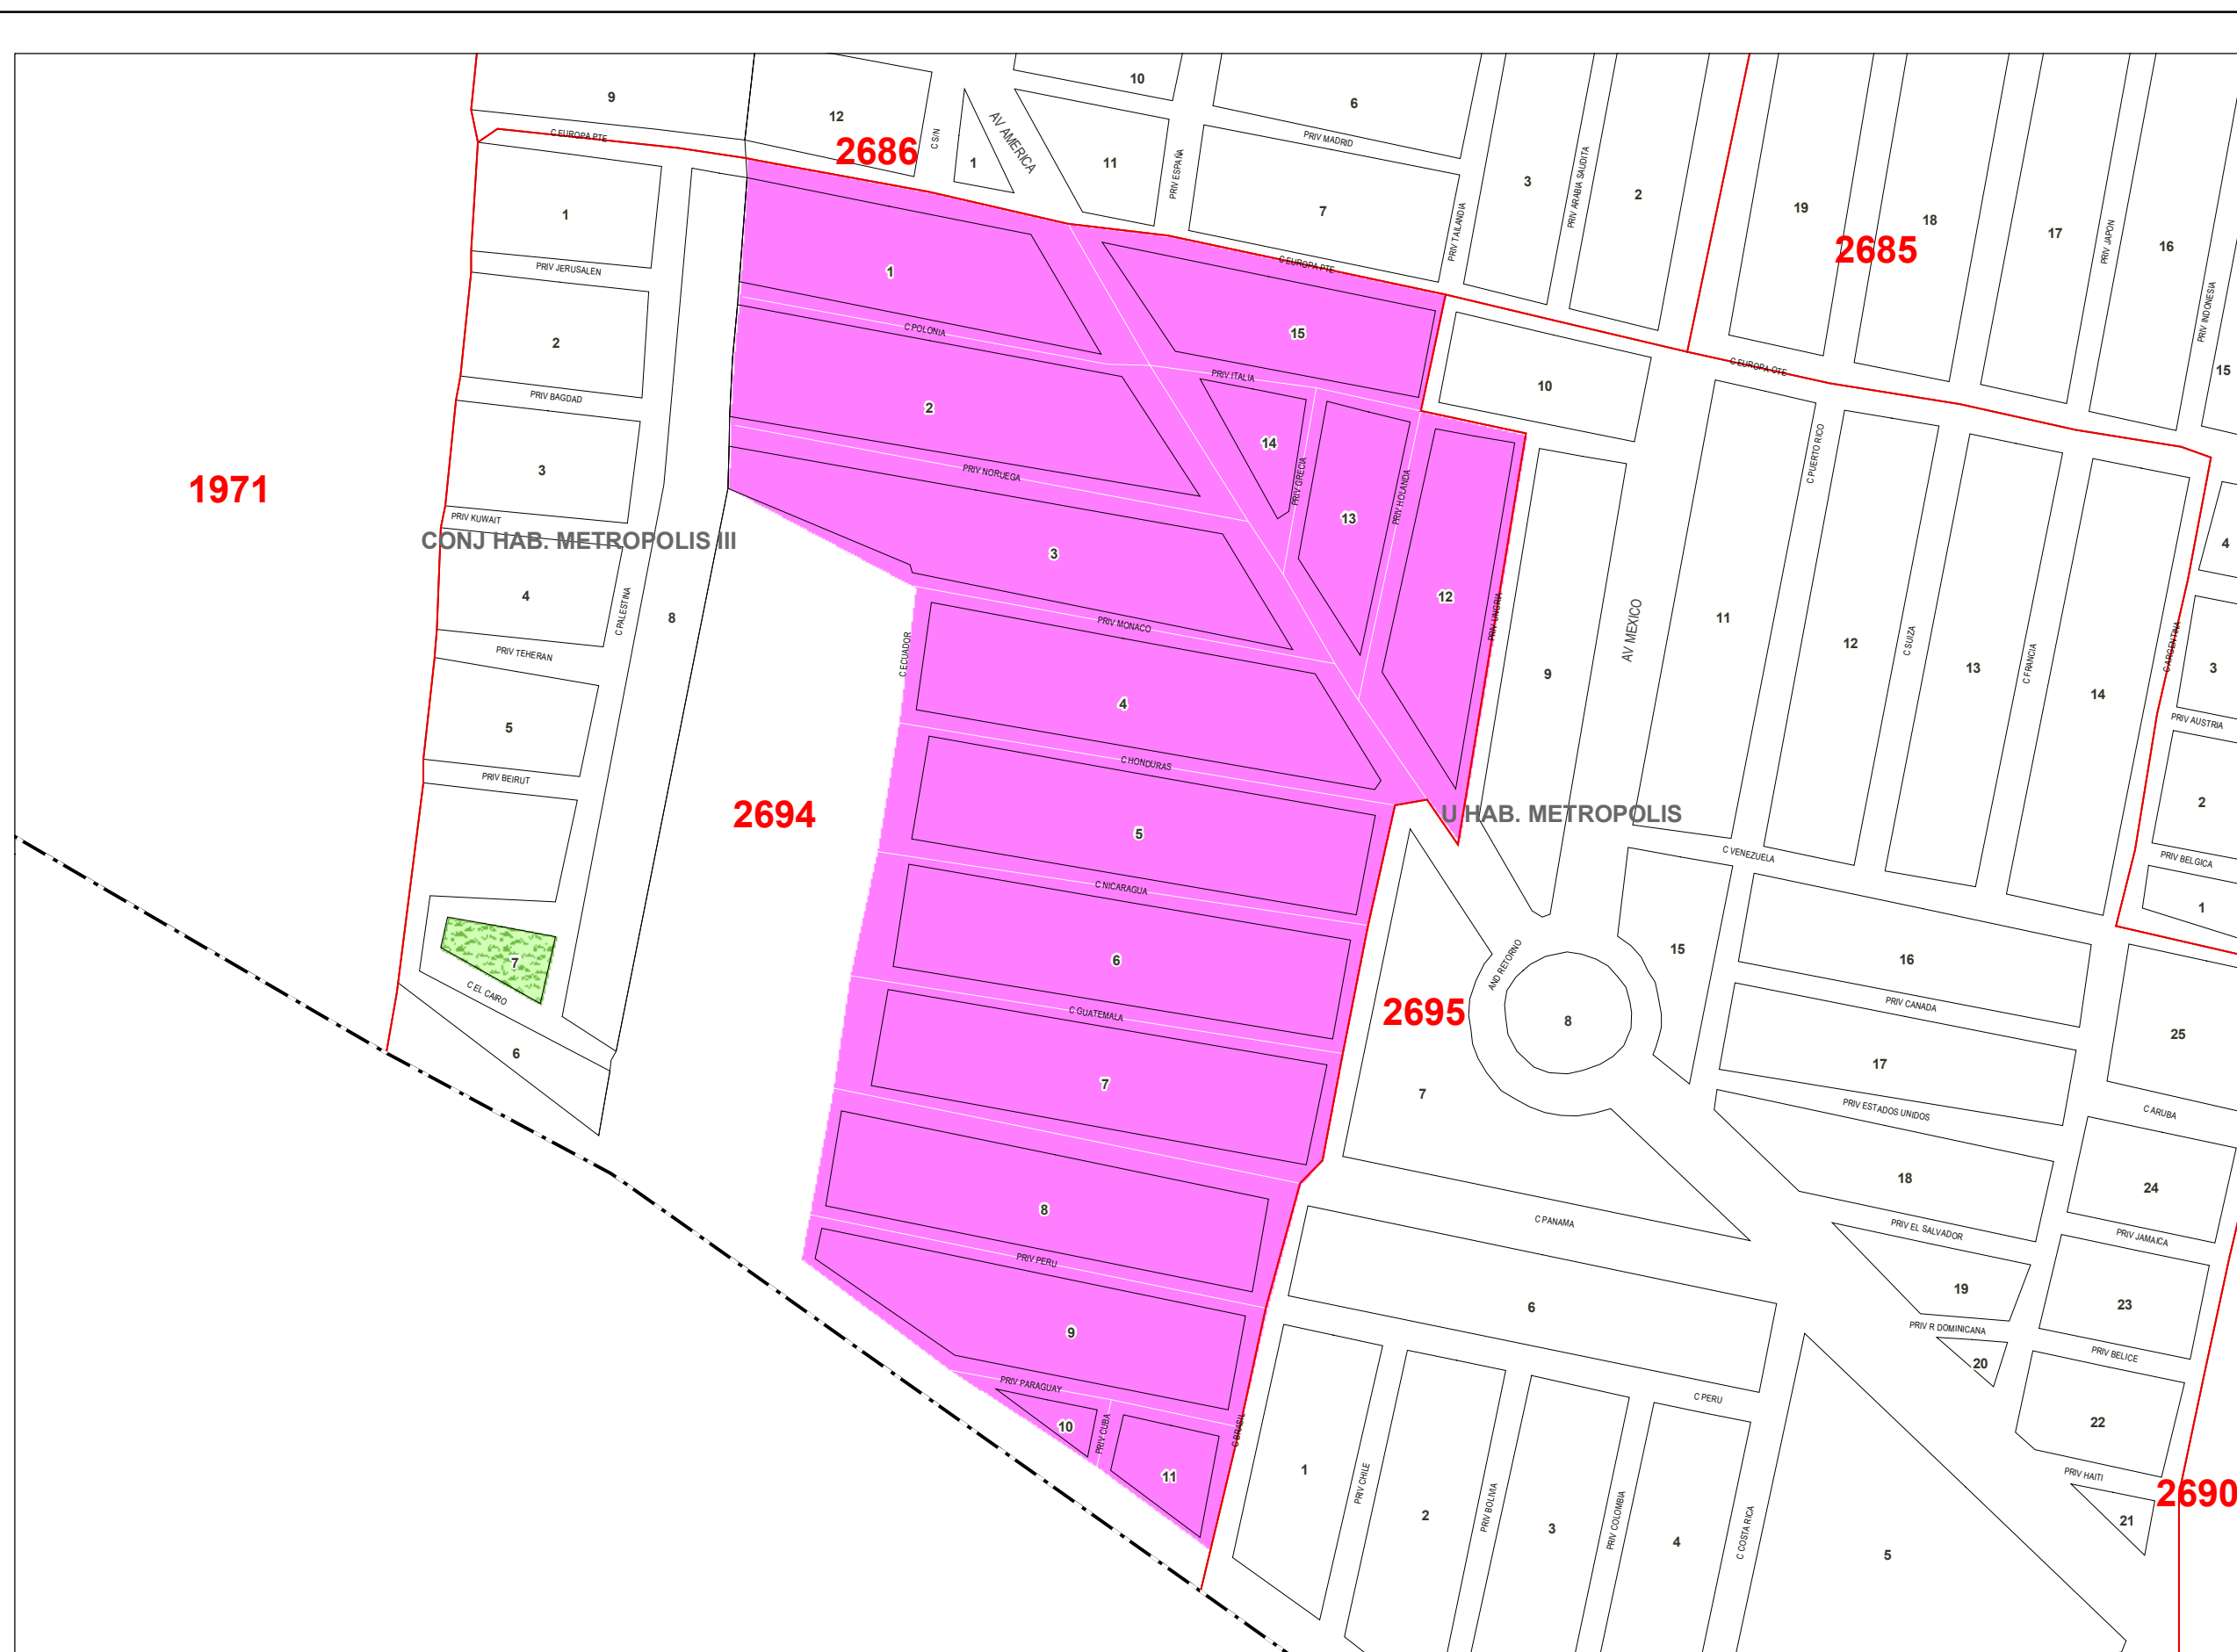 9
12
10
6
C EUROPA PTE
2686
C S/N
1
AV AMERICA
11
PRIV ESPAÑA
PRIV MADRID
7
PRIV TAILANDIA
3
PRIV ARABIA SAUDITA
2
19
2685
18
17
PRIV JAPON
16
PRIV INDONESIA
15
1
PRIV JERUSALEN
2
PRIV BAGDAD
3
PRIV KUWAIT
CONJ HAB. METROPOLIS III
4
C PALESTINA
8
PRIV TEHERAN
5
PRIV BEIRUT
7
C EL CAIRO
6
1971
2694
1
C POLONIA
2
PRIV NORUEGA
3
PRIV MONACO
C ECUADOR
4
C HONDURAS
5
C NICARAGUA
6
C GUATEMALA
7
8
PRIV PERU
9
PRIV PARAGUAY
10
PRIV CUBA
11
C BRASIL
C EUROPA PTE
15
PRIV ITALIA
14
PRIV GRECIA
13
PRIV HOLANDA
12
PRIV UNGRIA
10
C EUROPA OTE
9
AV MEXICO
11
C PUERTO RICO
12
C SUIZA
13
C FRANCIA
14
C ARGENTINA
4
3
PRIV AUSTRIA
2
PRIV BELGICA
1
U HAB. METROPOLIS
C VENEZUELA
AND RETORNO
2695
8
7
15
16
PRIV CANADA
17
PRIV ESTADOS UNIDOS
18
PRIV EL SALVADOR
19
PRIV R DOMINICANA
20
25
C ARUBA
24
PRIV JAMAICA
23
PRIV BELICE
22
PRIV HAITI
21
2690
C PANAMA
6
C PERU
1
PRIV CHILE
2
PRIV BOLIVIA
3
PRIV COLOMBIA
4
C COSTA RICA
5